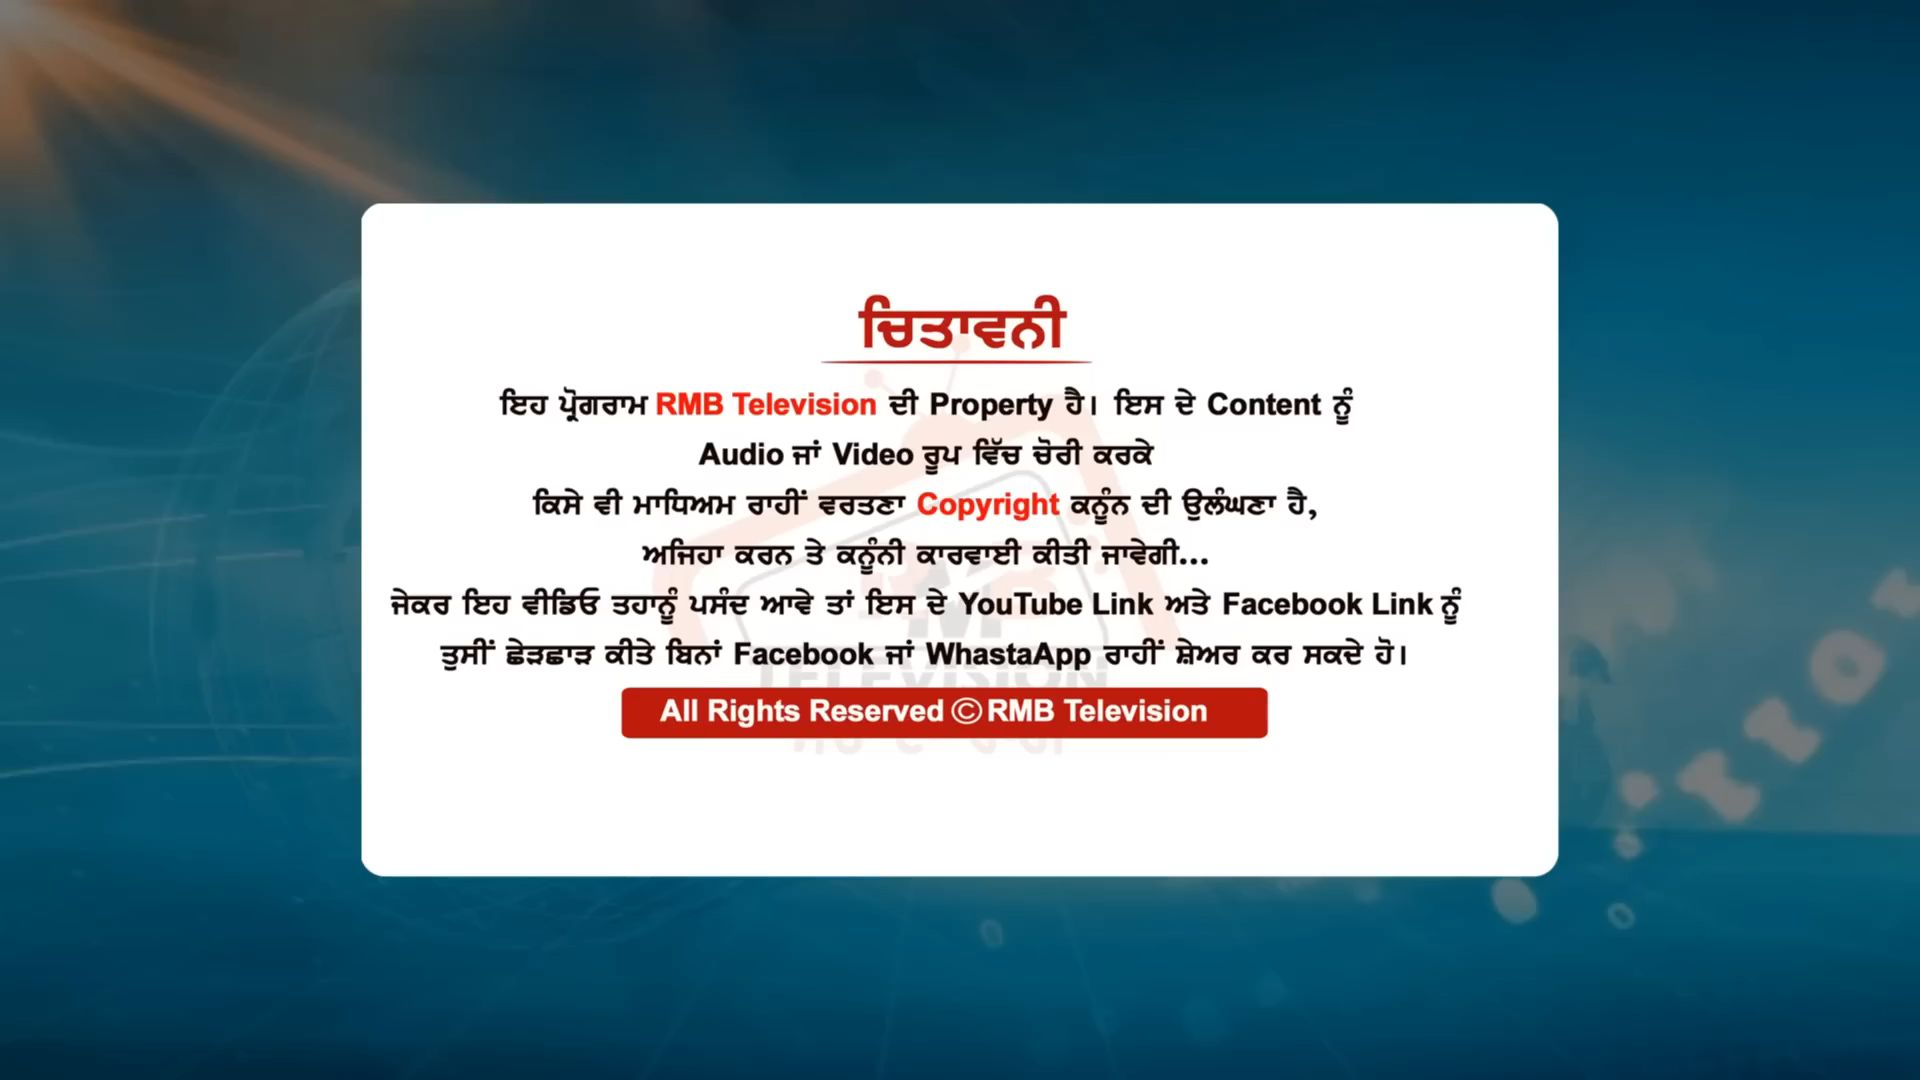 ਚਿਤਾਵਨੀ
ਇਹ ਪ੍ਰੋਗਰਾਮ RMB Television ਦੀ Property ਹੈ। ਇਸ ਦੇ Content ਨੂੰ
Audio ਜਾਂ Video ਰੂਪ ਵਿੱਚ ਚੋਰੀ ਕਰਕੇ
ਕਿਸੇ ਵੀ ਮਾਧਿਅਮ ਰਾਹੀਂ ਵਰਤਣਾ Copyright ਕਨੂੰਨ ਦੀ ਉਲੰਘਣਾ ਹੈ,
ਅਜਿਹਾ ਕਰਨ ਤੇ ਕਨੂੰਨੀ ਕਾਰਵਾਈ ਕੀਤੀ ਜਾਵੇਗੀ...
ਜੇਕਰ ਇਹ ਵੀਡਿਓ ਤਹਾਨੂੰ ਪਸੰਦ ਆਵੇ ਤਾਂ ਇਸ ਦੇ YouTube Link ਅਤੇ Facebook Link ਨੂੰ
ਤੁਸੀਂ ਛੇੜਛਾੜ ਕੀਤੇ ਬਿਨਾਂ Facebook ਜਾਂ WhastaApp ਰਾਹੀਂ ਸ਼ੇਅਰ ਕਰ ਸਕਦੇ ਹੋ।
TELEVISION
All Rights Reserved © RMB Television